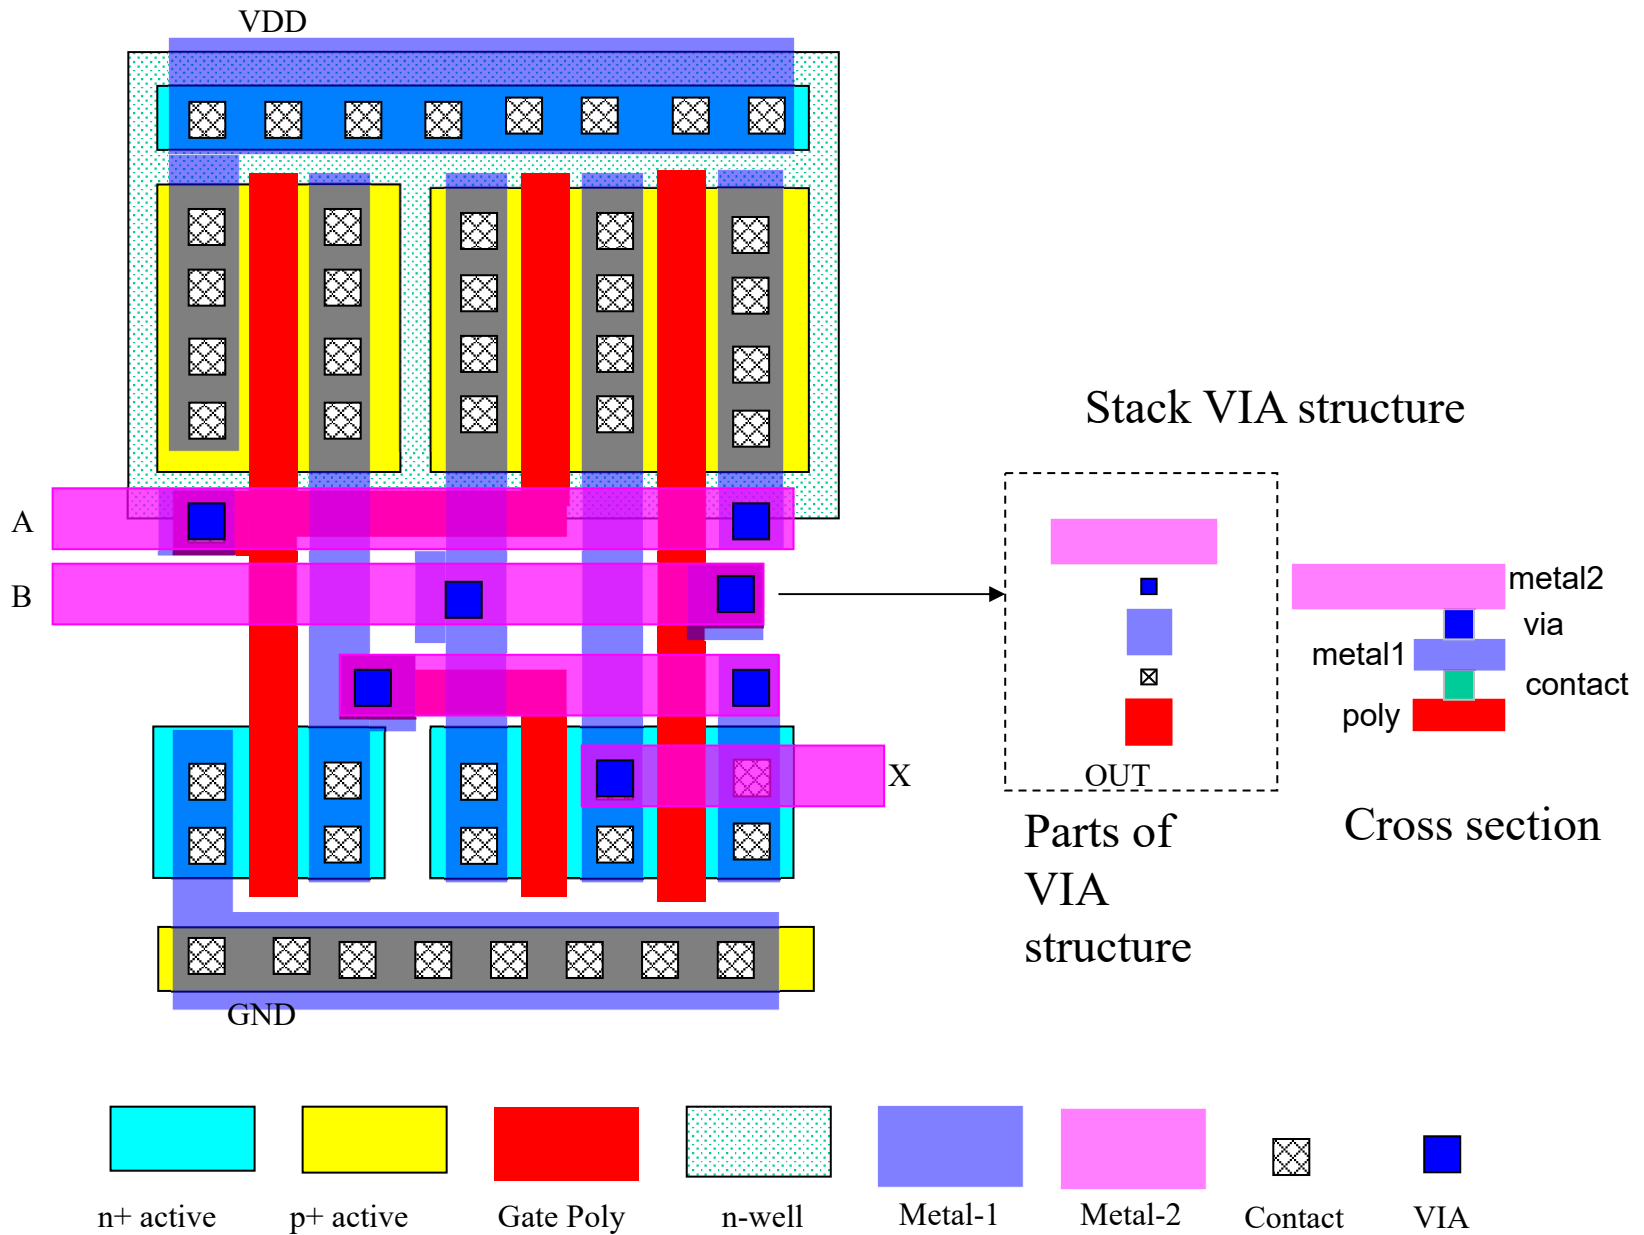 VDD
A
B
X
GND
Stack VIA structure
OUT
Parts of
VIA
structure
metal2
via
metal1
contact
poly
Cross section
n+ active
p+ active
Gate Poly
n-well
Metal-1
Metal-2
Contact
VIA